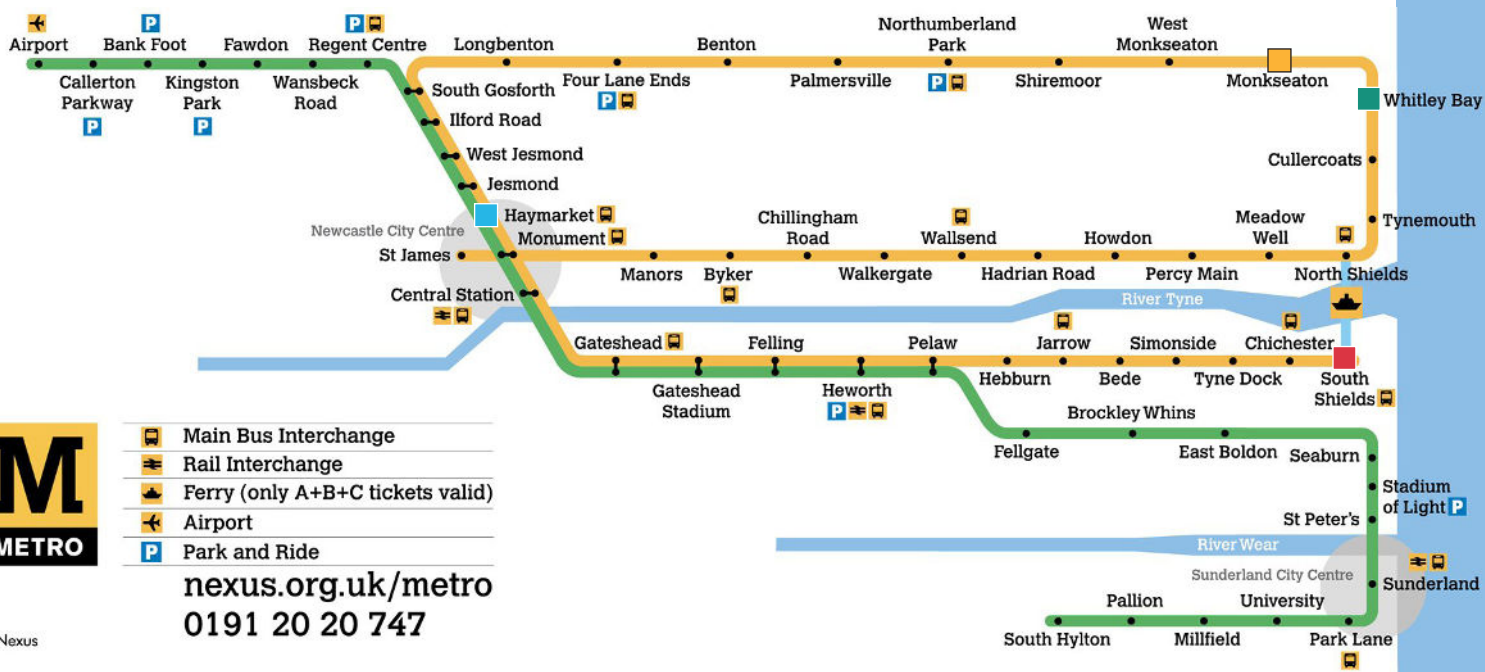 Airport
Callerton
Parkway
P
Bank Foot
P
Kingston
Park
P
Fawdon
Wansbeck
Road
Regent Centre
P
Longbenton
South Gosforth
Ilford Road
West Jesmond
Jesmond
Haymarket
Monument
Newcastle City Centre
St James
Central Station
Four Lane Ends
P
Benton
Palmersville
Northumberland
Park
P
Shiremoor
West
Monkseaton
Monkseaton
Whitley Bay
Cullercoats
Tynemouth
Manors
Byker
Chillingham
Road
Walkergate
Wallsend
Hadrian Road
Howdon
Percy Main
Meadow
Well
North Shields
River Tyne
Gateshead
Gateshead
Stadium
Felling
Heworth
P
Pelaw
Hebburn
Jarrow
Bede
Simonside
Tyne Dock
Chichester
South
Shields
Fellgate
Brockley Whins
East Boldon
Seaburn
Stadium
of Light P
St Peter's
River Wear
Sunderland City Centre
Sunderland
Park Lane
University
Millfield
Pallion
South Hylton
M
METRO
Main Bus Interchange
Rail Interchange
Ferry (only A+B+C tickets valid)
Airport
P Park and Ride
nexus.org.uk/metro
0191 20 20 747
Nexus